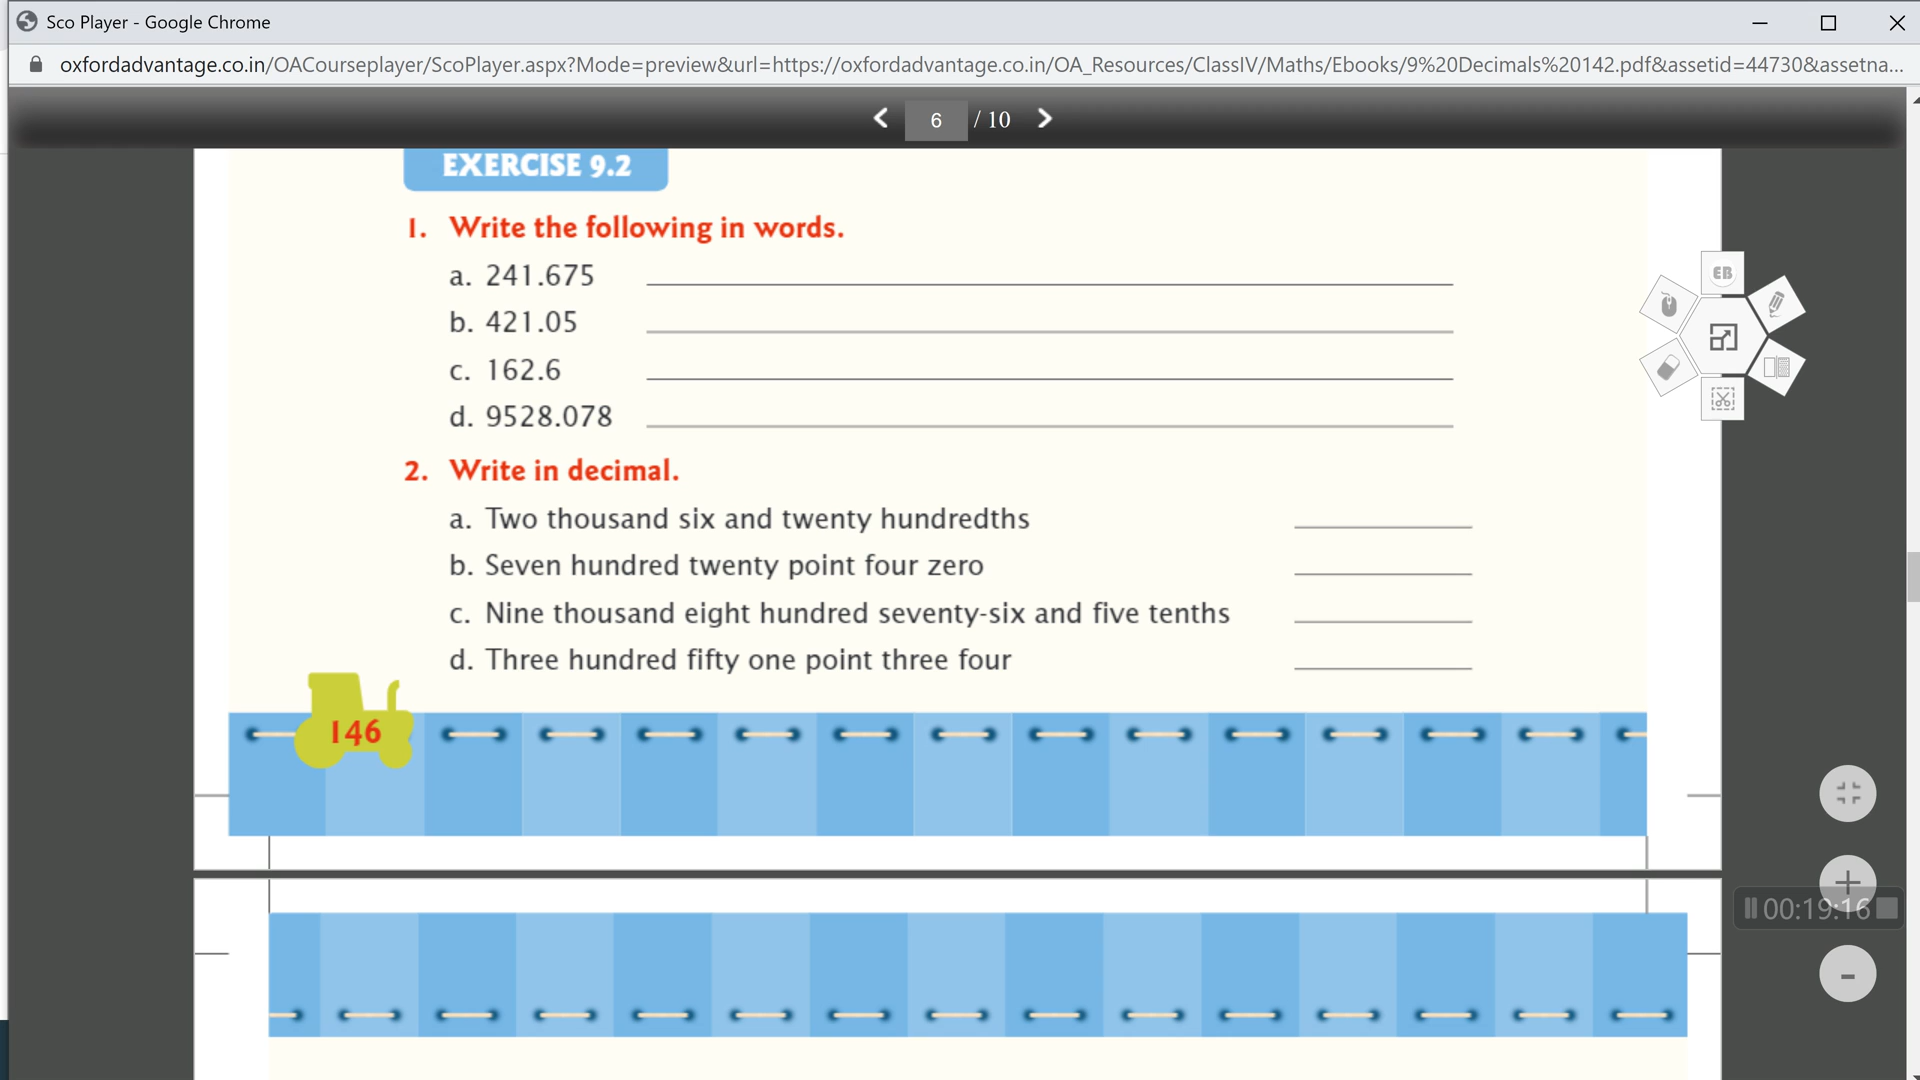 Sco Player - Google Chrome
oxfordadvantage.co.in/OACourseplayer/ScoPlayer.aspx?Mode=preview&url=https://oxfordadvantage.co.in/OA_Resources/ClassIV/Maths/Ebooks/9%20Decimals%20142.pdf&assetid=44730&assetna...
6 / 10
EXERCISE 9.2
1. Write the following in words.
a. 241.675
b. 421.05
c. 162.6
d. 9528.078
2. Write in decimal.
a. Two thousand six and twenty hundredths
b. Seven hundred twenty point four zero
c. Nine thousand eight hundred seventy-six and five tenths
d. Three hundred fifty one point three four
146
EB
00:19:16